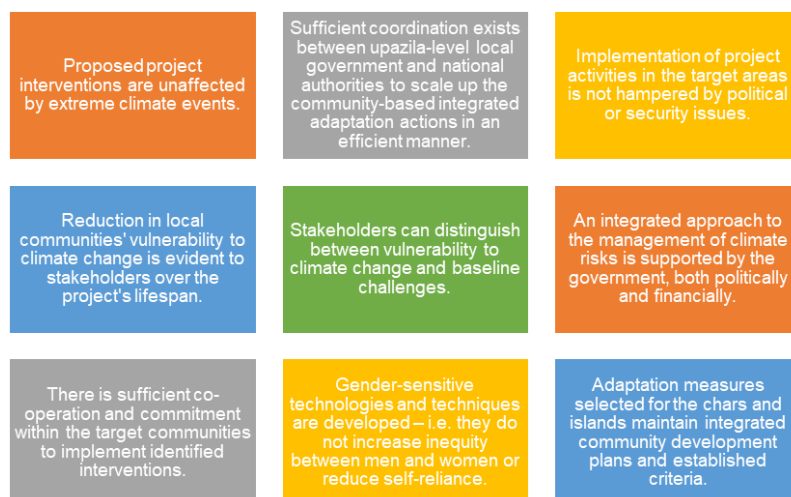 Proposed project
interventions are unaffected
by extreme climate events.
Sufficient coordination exists
between upazila-level local
government and national
authorities to scale up the
community-based integrated
adaptation actions in an
efficient manner.
Implementation of project
activities in the target areas
is not hampered by political
or security issues.
Reduction in local
communities' vulnerability to
climate change is evident to
stakeholders over the
project's lifespan.
Stakeholders can distinguish
between vulnerability to
climate change and baseline
challenges.
An integrated approach to
the management of climate
risks is supported by the
government, both politically
and financially.
There is sufficient co-
operation and commitment
within the target communities
to implement identified
interventions.
Gender-sensitive
technologies and techniques
are developed – i.e. they do
not increase inequity
between men and women or
reduce self-reliance.
Adaptation measures
selected for the chars and
islands maintain integrated
community development
plans and established
criteria.